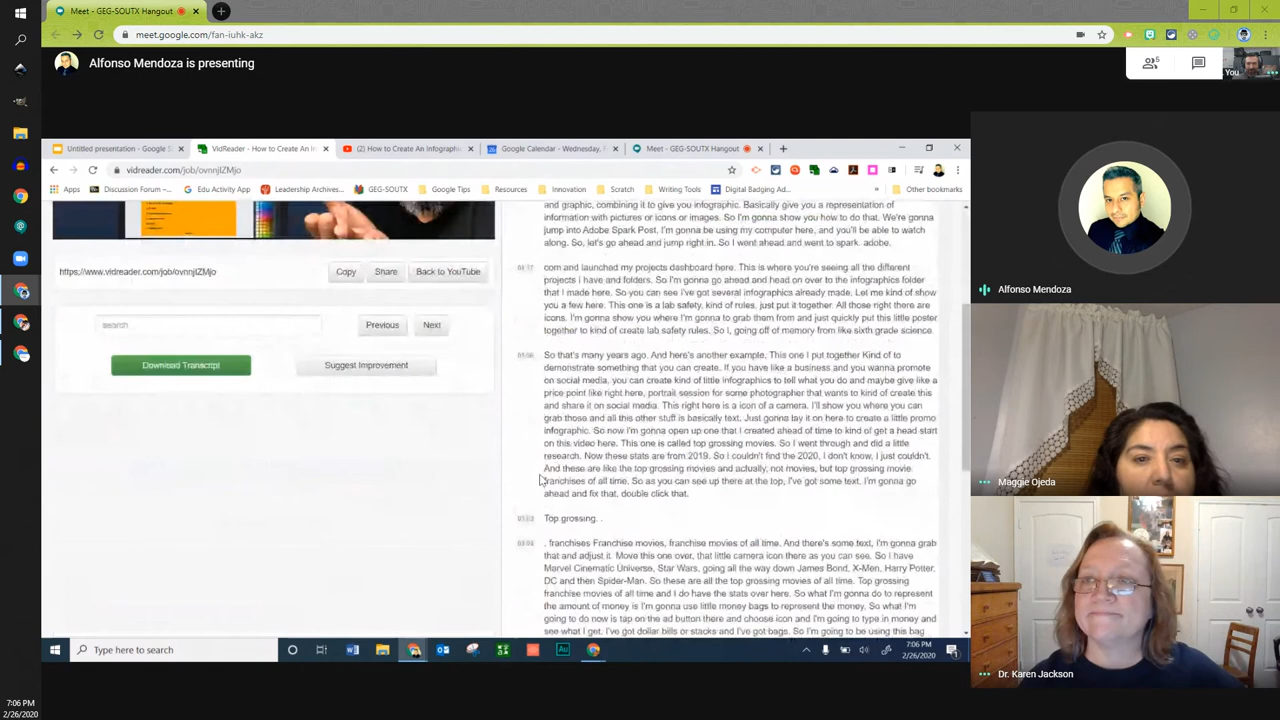 Meet - GEG-SOUTX Hangout
meet.google.com/fan-iuhk-akz
Alfonso Mendoza is presenting
5
You
Untitled presentation - Google S
VidReader - How to Create An In
(2) How to Create An Infographic
Google Calendar - Wednesday, F
Meet - GEG-SOUTX Hangout
vidreader.com/job/ovnnjIZMjo
Apps
Discussion Forum –...
Edu Activity App
Leadership Archives...
GEG-SOUTX
Google Tips
Resources
Innovation
Scratch
Writing Tools
Digital Badging Ad...
»
Other bookmarks
and graphic, combining it to give you infographic. Basically give you a representation of
information with pictures or icons or images. So I'm gonna show you how to do that. We're gonna
jump into Adobe Spark Post, I'm gonna be using my computer here, and you'll be able to watch
along. So, let's go ahead and jump right in. So I went ahead and went to spark. adobe.
https://www.vidreader.com/job/ovnnjIZMjo
Copy
Share
Back to YouTube
search
Previous
Next
Download Transcript
Suggest Improvement
com and launched my projects dashboard here. This is where you're seeing all the different
projects i have and folders. So I'm gonna go ahead and head on over to the infographics folder
that I made here. So you can see i've got several infographics already made. Let me kind of show
you a few here. This one is a lab safety, kind of rules, just put it together. All those right there are
icons. I'm gonna show you where I'm gonna to grab them from and just quickly put this little poster
together to kind of create lab safety rules. So I, going off of memory from like sixth grade science.
So that's many years ago. And here's another example, This one I put together Kind of to
demonstrate something that you can create. If you have like a business and you wanna promote
on social media, you can create kind of little infographics to tell what you do and maybe give like a
price point like right here, portrait session for some photographer that wants to kind of create this
and share it on social media. This right here is a icon of a camera. I'll show you where you can
grab those and all this other stuff is basically text. Just gonna lay it on here to create a little promo
infographic. So now I'm gonna open up one that I created ahead of time to kind of get a head start
on this video here. This one is called top grossing movies. So I went through and did a little
research. Now these stats are from 2019. So I couldn't find the 2020, I don't know, I just couldn't.
And these are like the top grossing movies and actually, not movies, but top grossing movie
franchises of all time. So as you can see up there at the top, I've got some text. I'm gonna go
ahead and fix that, double click that.
Top grossing. .
. franchises Franchise movies, franchise movies of all time. And there's some text, I'm gonna grab
that and adjust it. Move this one over, that little camera icon there as you can see. So I have
Marvel Cinematic Universe, Star Wars, going all the way down James Bond, X-Men, Harry Potter,
DC and then Spider-Man. So these are all the top grossing movies of all time. Top grossing
franchise movies of all time and I do have the stats over here. So what I'm gonna do to represent
the amount of money is I'm gonna use little money bags to represent the money. So what I'm
going to do now is tap on the ad button there and choose icon and I'm going to type in money and
see what I get. I've got dollar bills or stacks and I've got bags. So I'm going to be using this bag
Alfonso Mendoza
Maggie Ojeda
Dr. Karen Jackson
Type here to search
Au
7:06 PM
2/26/2020
7:06 PM
2/26/2020